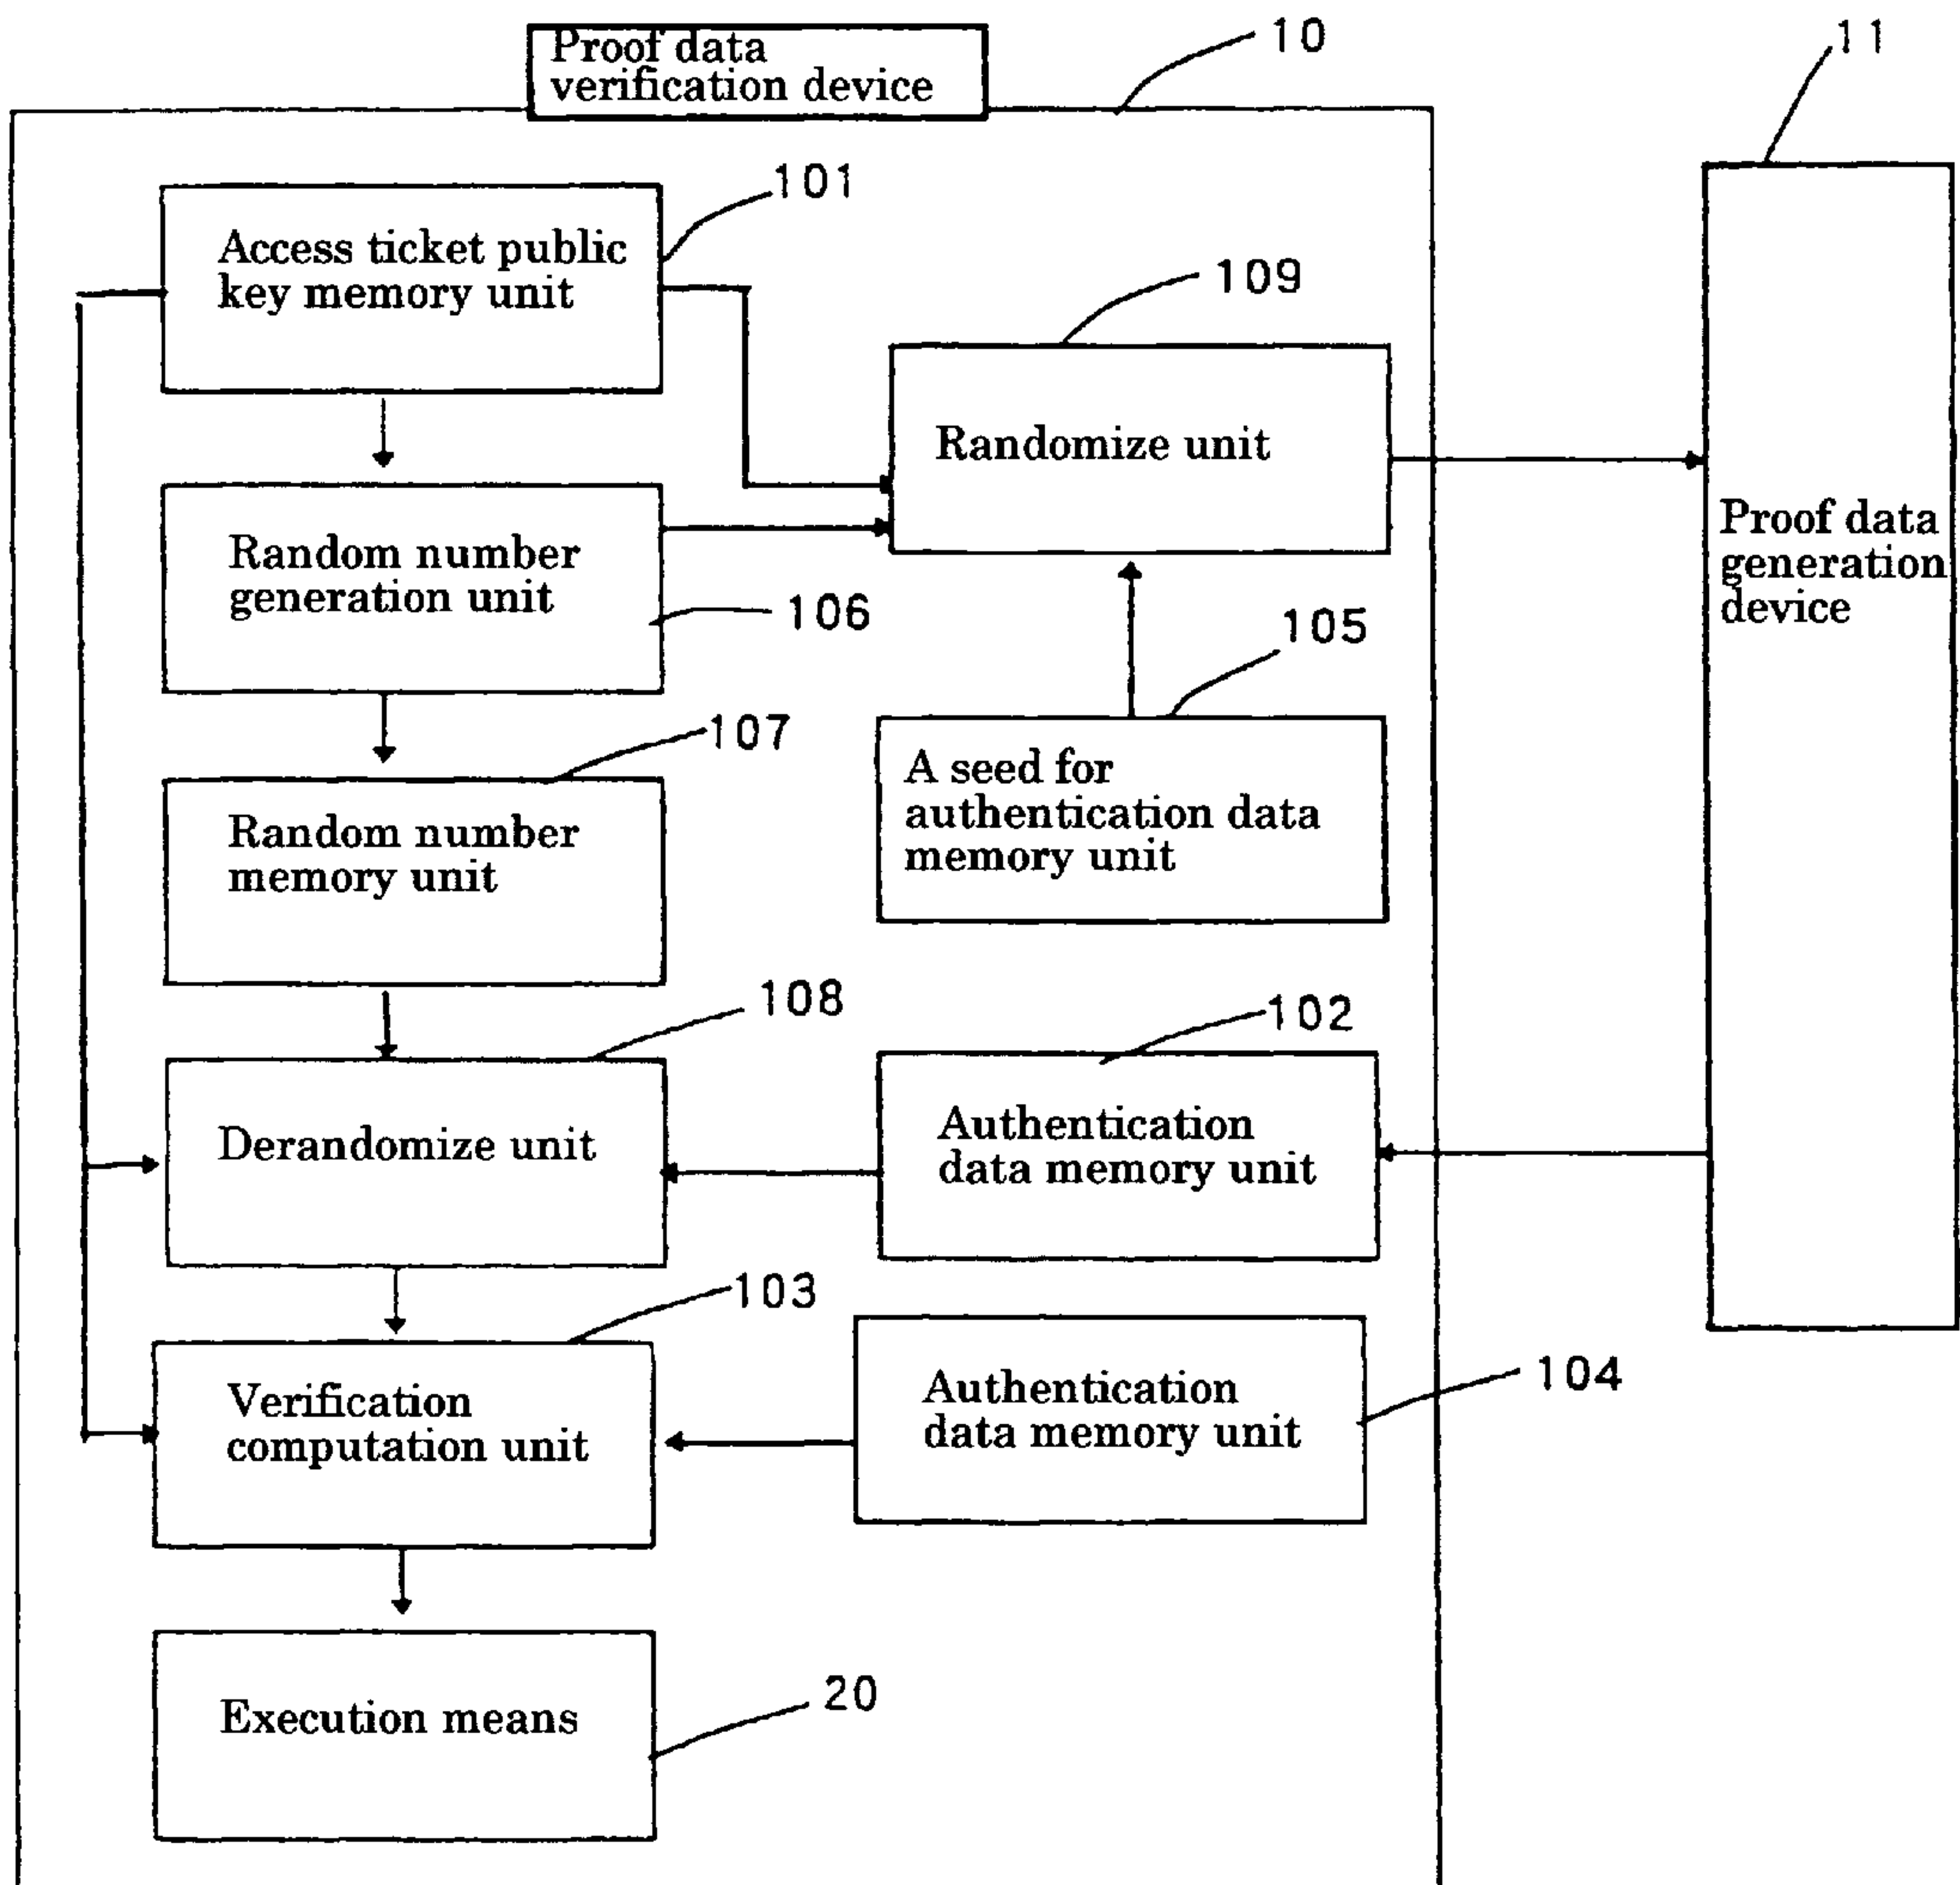 Proof data
verification device
10
11
101
Access ticket public
key memory unit
109
Randomize unit
Proof data
generation
device
Random number
generation unit
106
105
107
A seed for
authentication data
memory unit
Random number
memory unit
108
102
Derandomize unit
Authentication
data memory unit
103
104
Verification
computation unit
Authentication
data memory unit
20
Execution means